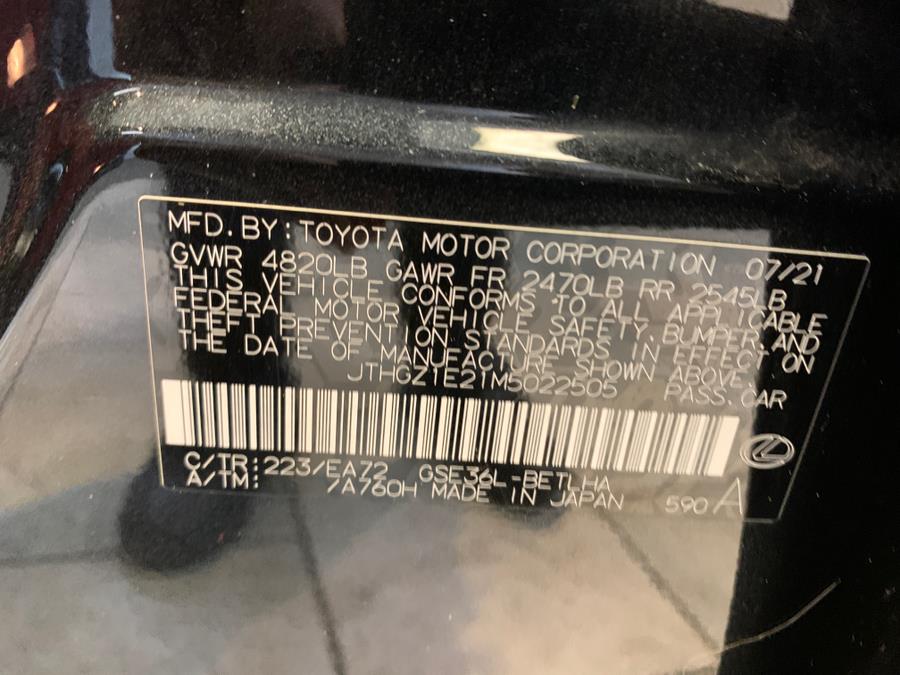 MFD. BY: TOYOTA MOTOR CORPORATION 07/21
GVWR 4820LB GAWR FR 2470LB RR 2545LB
THIS VEHICLE CONFORMS TO ALL APPLICABLE
FEDERAL MOTOR VEHICLE SAFETY, BUMPER, AND
THEFT PREVENTION STANDARDS IN EFFECT ON
THE DATE OF MANUFACTURE SHOWN ABOVE.
JTHGZ1E21M5022505 PASS. CAR
C/TR: 223/EA72 GSE36L-BETLHA
A/TM: 7A760H MADE IN JAPAN 590 A